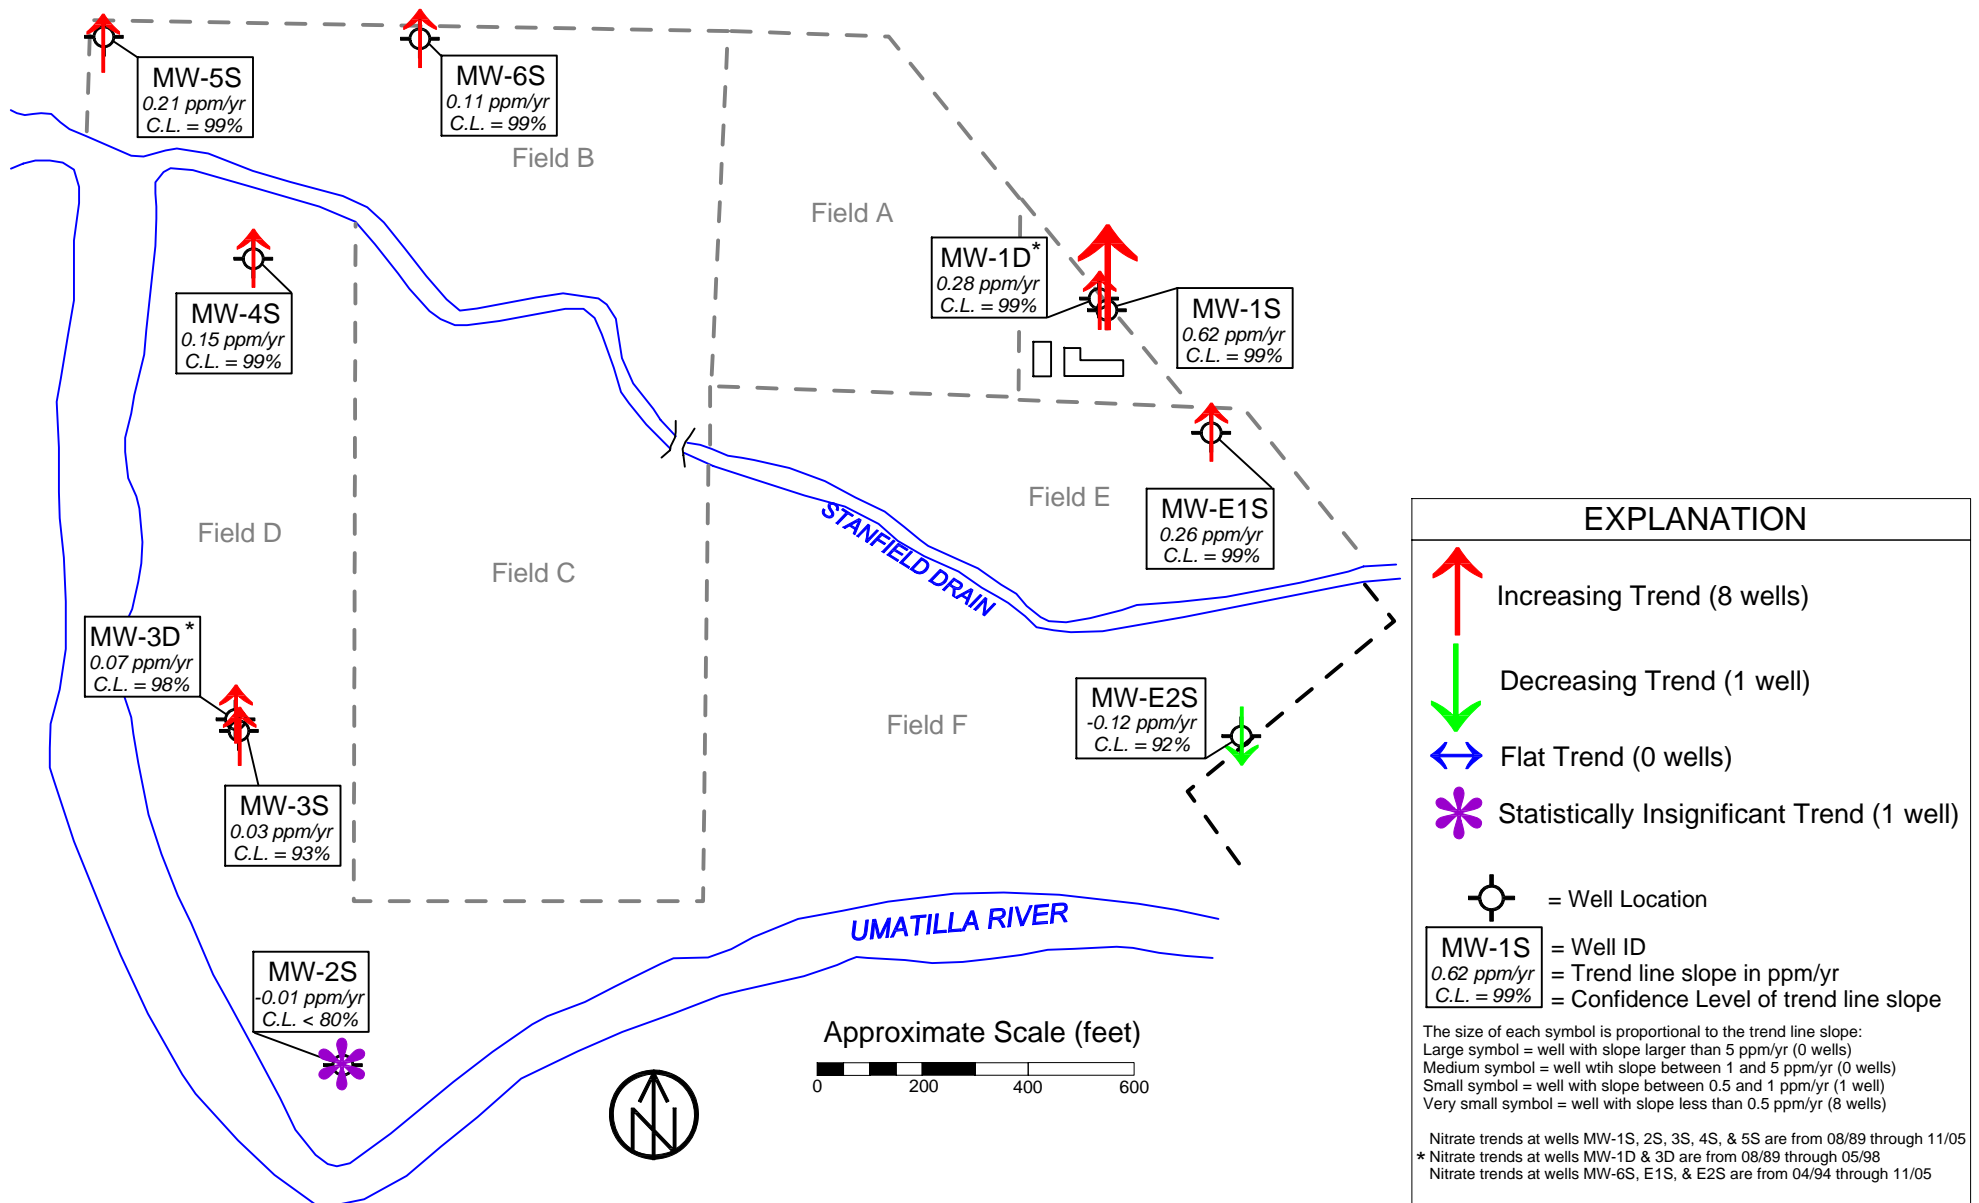 MW-5S
0.21 ppm/yr
C.L. = 99%
MW-6S
0.11 ppm/yr
C.L. = 99%
Field B
Field A
MW-1D*
0.28 ppm/yr
C.L. = 99%
MW-1S
0.62 ppm/yr
C.L. = 99%
MW-4S
0.15 ppm/yr
C.L. = 99%
Field D
Field C
STANFIELD DRAIN
Field E
MW-E1S
0.26 ppm/yr
C.L. = 99%
MW-3D*
0.07 ppm/yr
C.L. = 98%
MW-3S
0.03 ppm/yr
C.L. = 93%
Field F
MW-E2S
-0.12 ppm/yr
C.L. = 92%
UMATILLA RIVER
MW-2S
-0.01 ppm/yr
C.L. < 80%
N
Approximate Scale (feet)
0 200 400 600
EXPLANATION
Increasing Trend (8 wells)
Decreasing Trend (1 well)
Flat Trend (0 wells)
Statistically Insignificant Trend (1 well)
= Well Location
MW-1S = Well ID
0.62 ppm/yr = Trend line slope in ppm/yr
C.L. = 99% = Confidence Level of trend line slope
The size of each symbol is proportional to the trend line slope:
Large symbol = well with slope larger than 5 ppm/yr (0 wells)
Medium symbol = well wtih slope between 1 and 5 ppm/yr (0 wells)
Small symbol = well with slope between 0.5 and 1 ppm/yr (1 well)
Very small symbol = well with slope less than 0.5 ppm/yr (8 wells)
Nitrate trends at wells MW-1S, 2S, 3S, 4S, & 5S are from 08/89 through 11/05
* Nitrate trends at wells MW-1D & 3D are from 08/89 through 05/98
Nitrate trends at wells MW-6S, E1S, & E2S are from 04/94 through 11/05